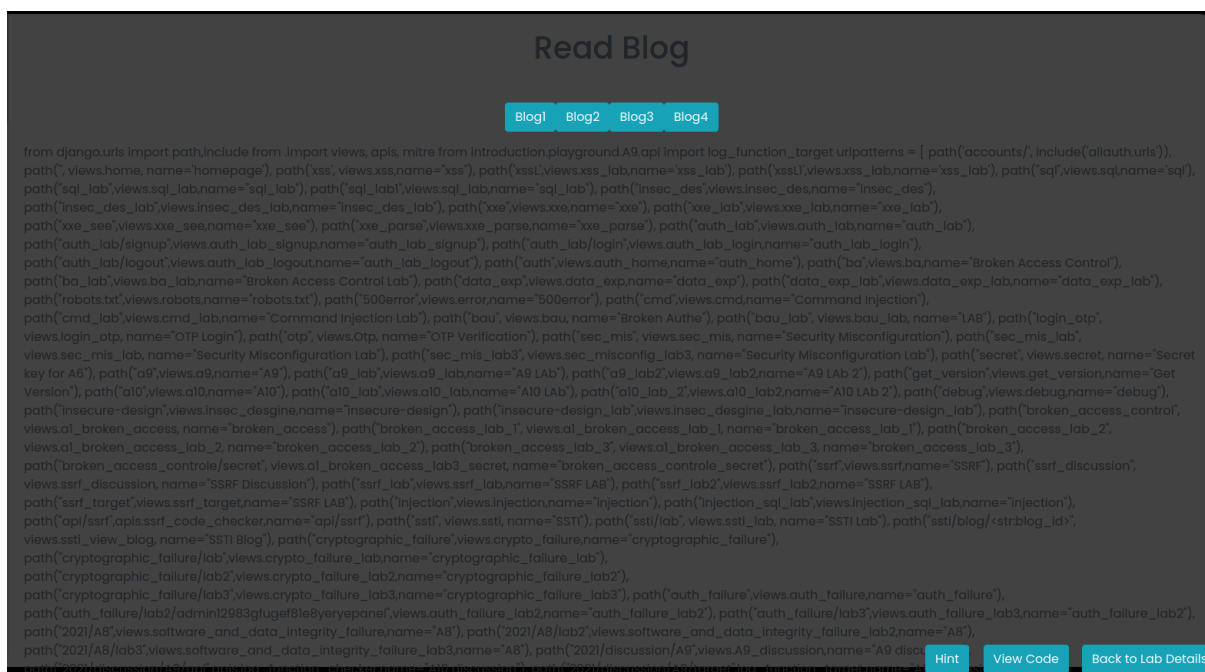 Read Blog
Blog1 Blog2 Blog3 Blog4
from django.urls import path,include from .import views, apis, mitre from introduction.playground.A9.api import log_function_target urlpatterns = [ path('accounts/', include('allauth.urls')),
path('', views.home, name='homepage'), path('xss', views.xss,name="xss"), path('xssL',views.xss_lab,name='xss_lab'), path('xssL1',views.xss_lab,name='xss_lab'), path("sql",views.sql,name="sql"),
path("sql_lab",views.sql_lab,name="sql_lab"), path("sql_lab1",views.sql_lab,name="sql_lab"), path("insec_des",views.insec_des,name="insec_des"),
path("insec_des_lab",views.insec_des_lab,name="insec_des_lab"), path("xxe",views.xxe,name="xxe"), path("xxe_lab",views.xxe_lab,name="xxe_lab"),
path("xxe_see",views.xxe_see,name="xxe_see"), path("xxe_parse",views.xxe_parse,name="xxe_parse"), path("auth_lab",views.auth_lab,name="auth_lab"),
path("auth_lab/signup",views.auth_lab_signup,name="auth_lab_signup"), path("auth_lab/login",views.auth_lab_login,name="auth_lab_login"),
path("auth_lab/logout",views.auth_lab_logout,name="auth_lab_logout"), path("auth",views.auth_home,name="auth_home"), path("ba",views.ba,name="Broken Access Control"),
path("ba_lab",views.ba_lab,name="Broken Access Control Lab"), path("data_exp",views.data_exp,name="data_exp"), path("data_exp_lab",views.data_exp_lab,name="data_exp_lab"),
path("robots.txt",views.robots,name="robots.txt"), path("500error",views.error,name="500error"), path("cmd",views.cmd,name="Command Injection"),
path("cmd_lab",views.cmd_lab,name="Command Injection Lab"), path("bau", views.bau, name="Broken Authe"), path("bau_lab", views.bau_lab, name="LAB"), path("login_otp",
views.login_otp, name="OTP Login"), path("otp", views.Otp, name="OTP Verification"), path("sec_mis", views.sec_mis, name="Security Misconfiguration"), path("sec_mis_lab",
views.sec_mis_lab, name="Security Misconfiguration Lab"), path("sec_mis_lab3", views.sec_misconfig_lab3, name="Security Misconfiguration Lab"), path("secret", views.secret, name="Secret
key for A6"), path("a9",views.a9,name="A9"), path("a9_lab",views.a9_lab,name="A9 LAb"), path("a9_lab2",views.a9_lab2,name="A9 LAb 2"), path("get_version",views.get_version,name="Get
Version"), path("a10",views.a10,name="A10"), path("a10_lab",views.a10_lab,name="A10 LAb"), path("a10_lab_2",views.a10_lab2,name="A10 LAb 2"), path("debug",views.debug,name="debug"),
path("insecure-design",views.insec_desgine,name="insecure-design"), path("insecure-design_lab",views.insec_desgine_lab,name="insecure-design_lab"), path("broken_access_control",
views.a1_broken_access, name="broken_access"), path("broken_access_lab_1", views.a1_broken_access_lab_1, name="broken_access_lab_1"), path("broken_access_lab_2",
views.a1_broken_access_lab_2, name="broken_access_lab_2"), path("broken_access_lab_3", views.a1_broken_access_lab_3, name="broken_access_lab_3"),
path("broken_access_controle/secret", views.a1_broken_access_lab3_secret, name="broken_access_controle_secret"), path("ssrf",views.ssrf,name="SSRF"), path("ssrf_discussion",
views.ssrf_discussion, name="SSRF Discussion"), path("ssrf_lab",views.ssrf_lab,name="SSRF LAB"), path("ssrf_lab2",views.ssrf_lab2,name="SSRF LAB"),
path("ssrf_target",views.ssrf_target,name="SSRF LAB"), path("injection",views.injection,name="injection"), path("injection_sql_lab",views.injection_sql_lab,name="injection"),
path("api/ssrf",apis.ssrf_code_checker,name="api/ssrf"), path("ssti", views.ssti, name="SSTI"), path("ssti/lab", views.ssti_lab, name="SSTI Lab"), path("ssti/blog/<str:blog_id>",
views.ssti_view_blog, name="SSTI Blog"), path("cryptographic_failure",views.crypto_failure,name="cryptographic_failure"),
path("cryptographic_failure/lab",views.crypto_failure_lab,name="cryptographic_failure_lab"),
path("cryptographic_failure/lab2",views.crypto_failure_lab2,name="cryptographic_failure_lab2"),
path("cryptographic_failure/lab3",views.crypto_failure_lab3,name="cryptographic_failure_lab3"), path("auth_failure",views.auth_failure,name="auth_failure"),
path("auth_failure/lab2/admin12983gfugef81e8yeryepanel",views.auth_failure_lab2,name="auth_failure_lab2"), path("auth_failure/lab3",views.auth_failure_lab3,name="auth_failure_lab2"),
path("2021/A8",views.software_and_data_integrity_failure,name="A8"), path("2021/A8/lab2",views.software_and_data_integrity_failure_lab2,name="A8"),
path("2021/A8/lab3",views.software_and_data_integrity_failure_lab3,name="A8"), path("2021/discussion/A9",views.A9_discussion,name="A9
Hint View Code Back to Lab Details